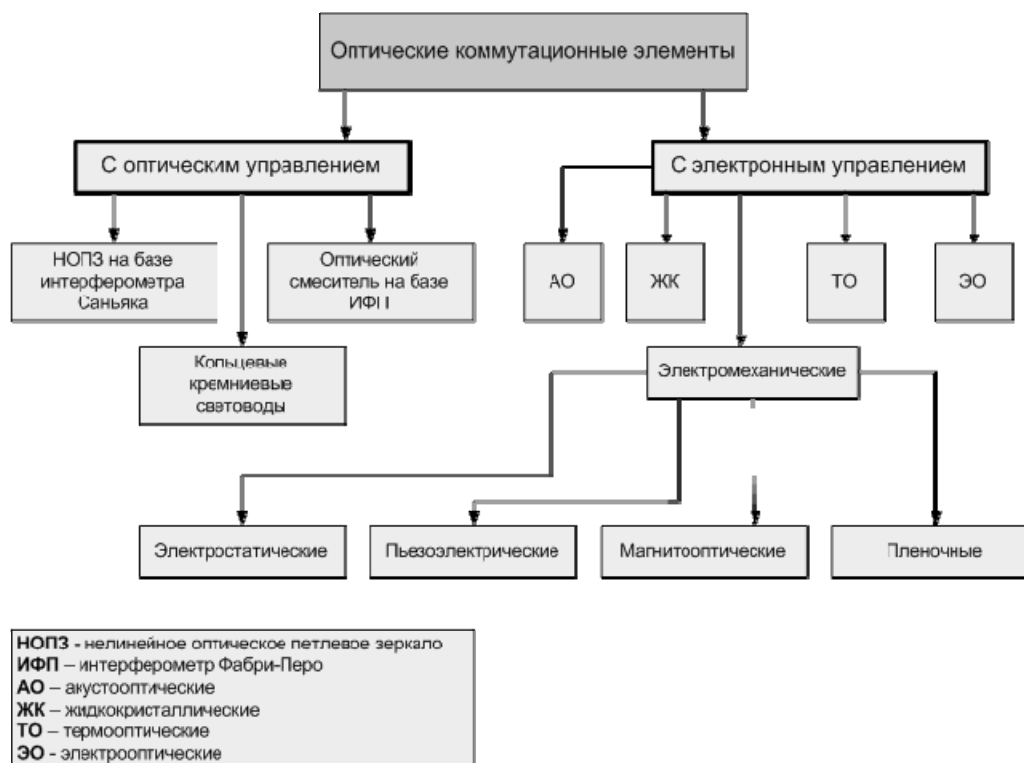 Оптические коммутационные элементы
С оптическим управлением
С электронным управлением
НОПЗ на базе
интерферометра
Саньяка
Оптический
смеситель на базе
ИФП
АО
ЖК
ТО
ЭО
Кольцевые
кремниевые
световоды
Электромеханические
Электростатические
Пьезоэлектрические
Магнитооптические
Пленочные
НОПЗ - нелинейное оптическое петлевое зеркало
ИФП – интерферометр Фабри-Перо
АО – акустооптические
ЖК – жидкокристаллические
ТО – термооптические
ЭО - электрооптические